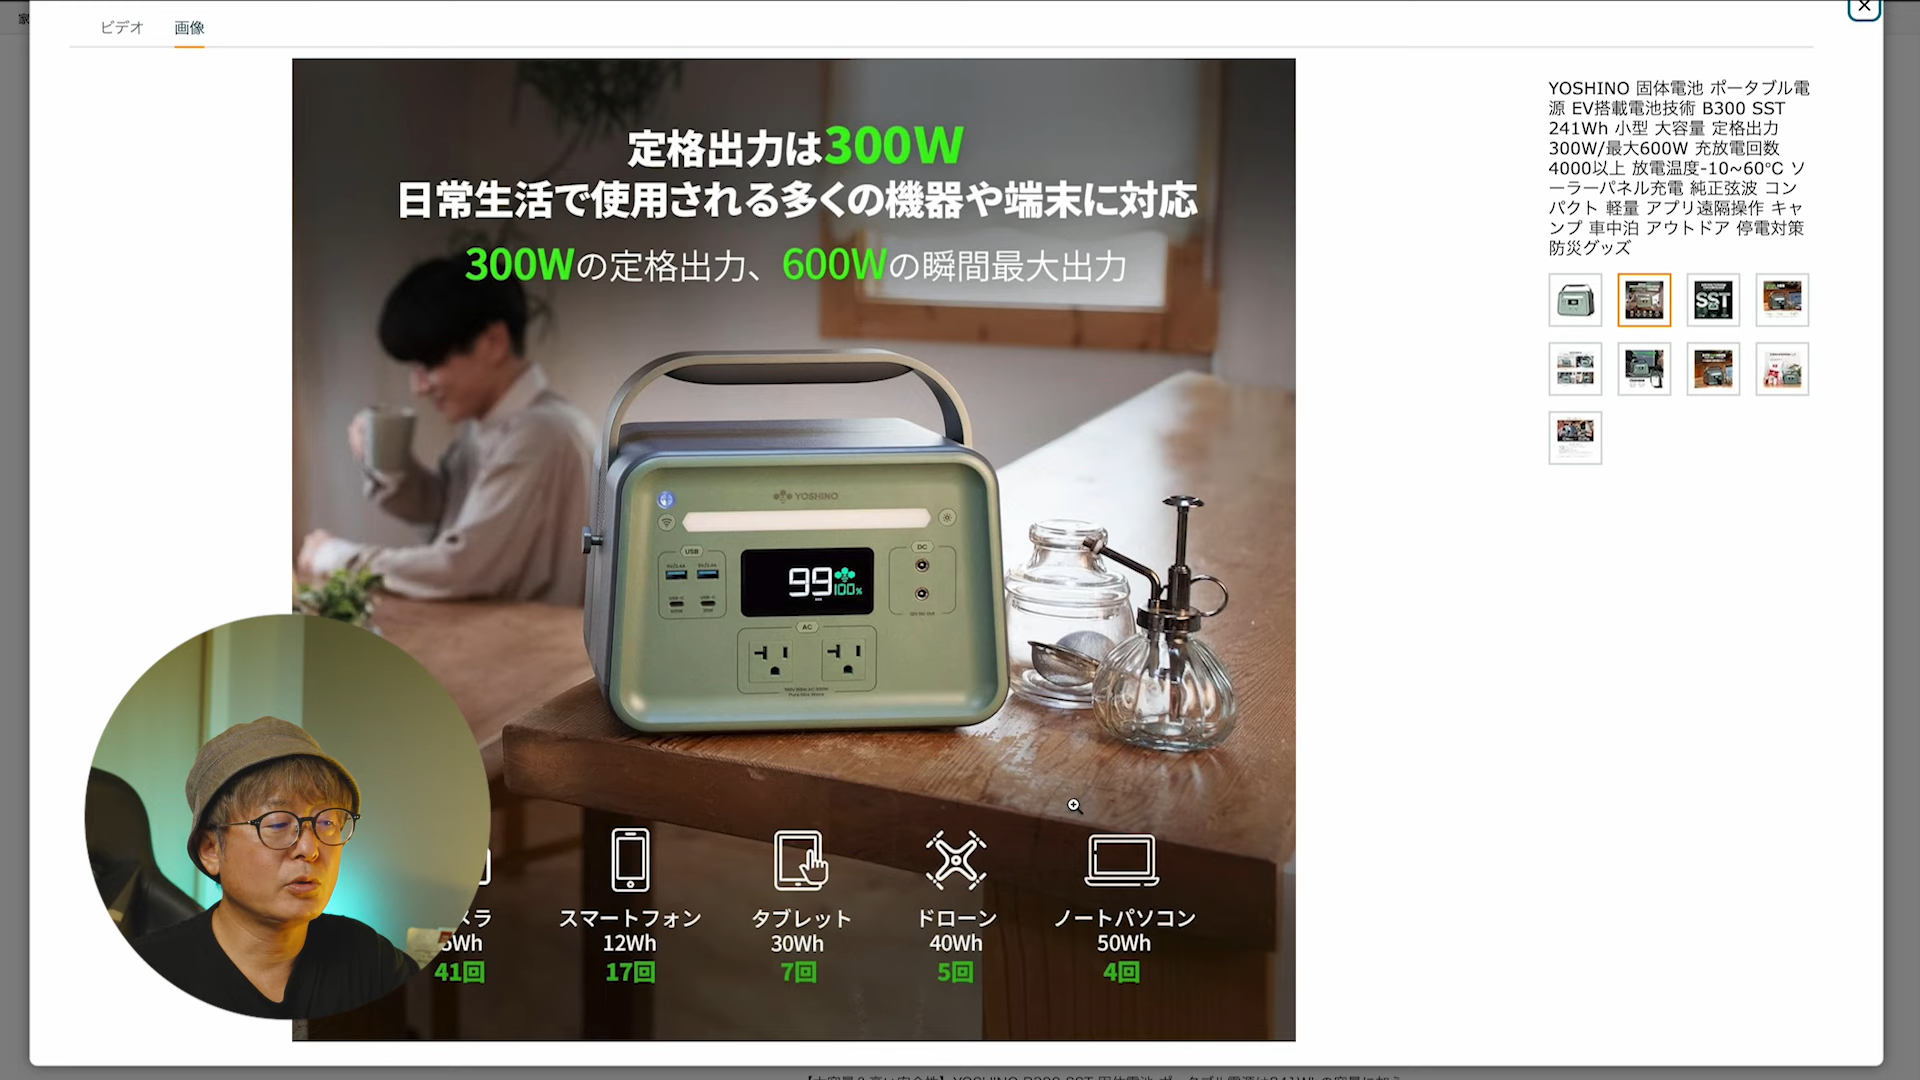 ビデオ
画像
定格出力は300W
日常生活で使用される多くの機器や端末に対応
300Wの定格出力、600Wの瞬間最大出力
YOSHINO
USB
DC
99
100%
AC
スマートフォン
12Wh
17回
タブレット
30Wh
7回
ドローン
40Wh
5回
ノートパソコン
50Wh
4回
メラ
Wh
41回
YOSHINO 固体電池 ポータブル電
源 EV搭載電池技術 B300 SST
241Wh 小型 大容量 定格出力
300W/最大600W 充放電回数
4000以上 放電温度-10~60℃ ソ
ーラーパネル充電 純正弦波 コン
パクト 軽量 アプリ遠隔操作 キャ
ンプ 車中泊 アウトドア 停電対策
防災グッズ
SST